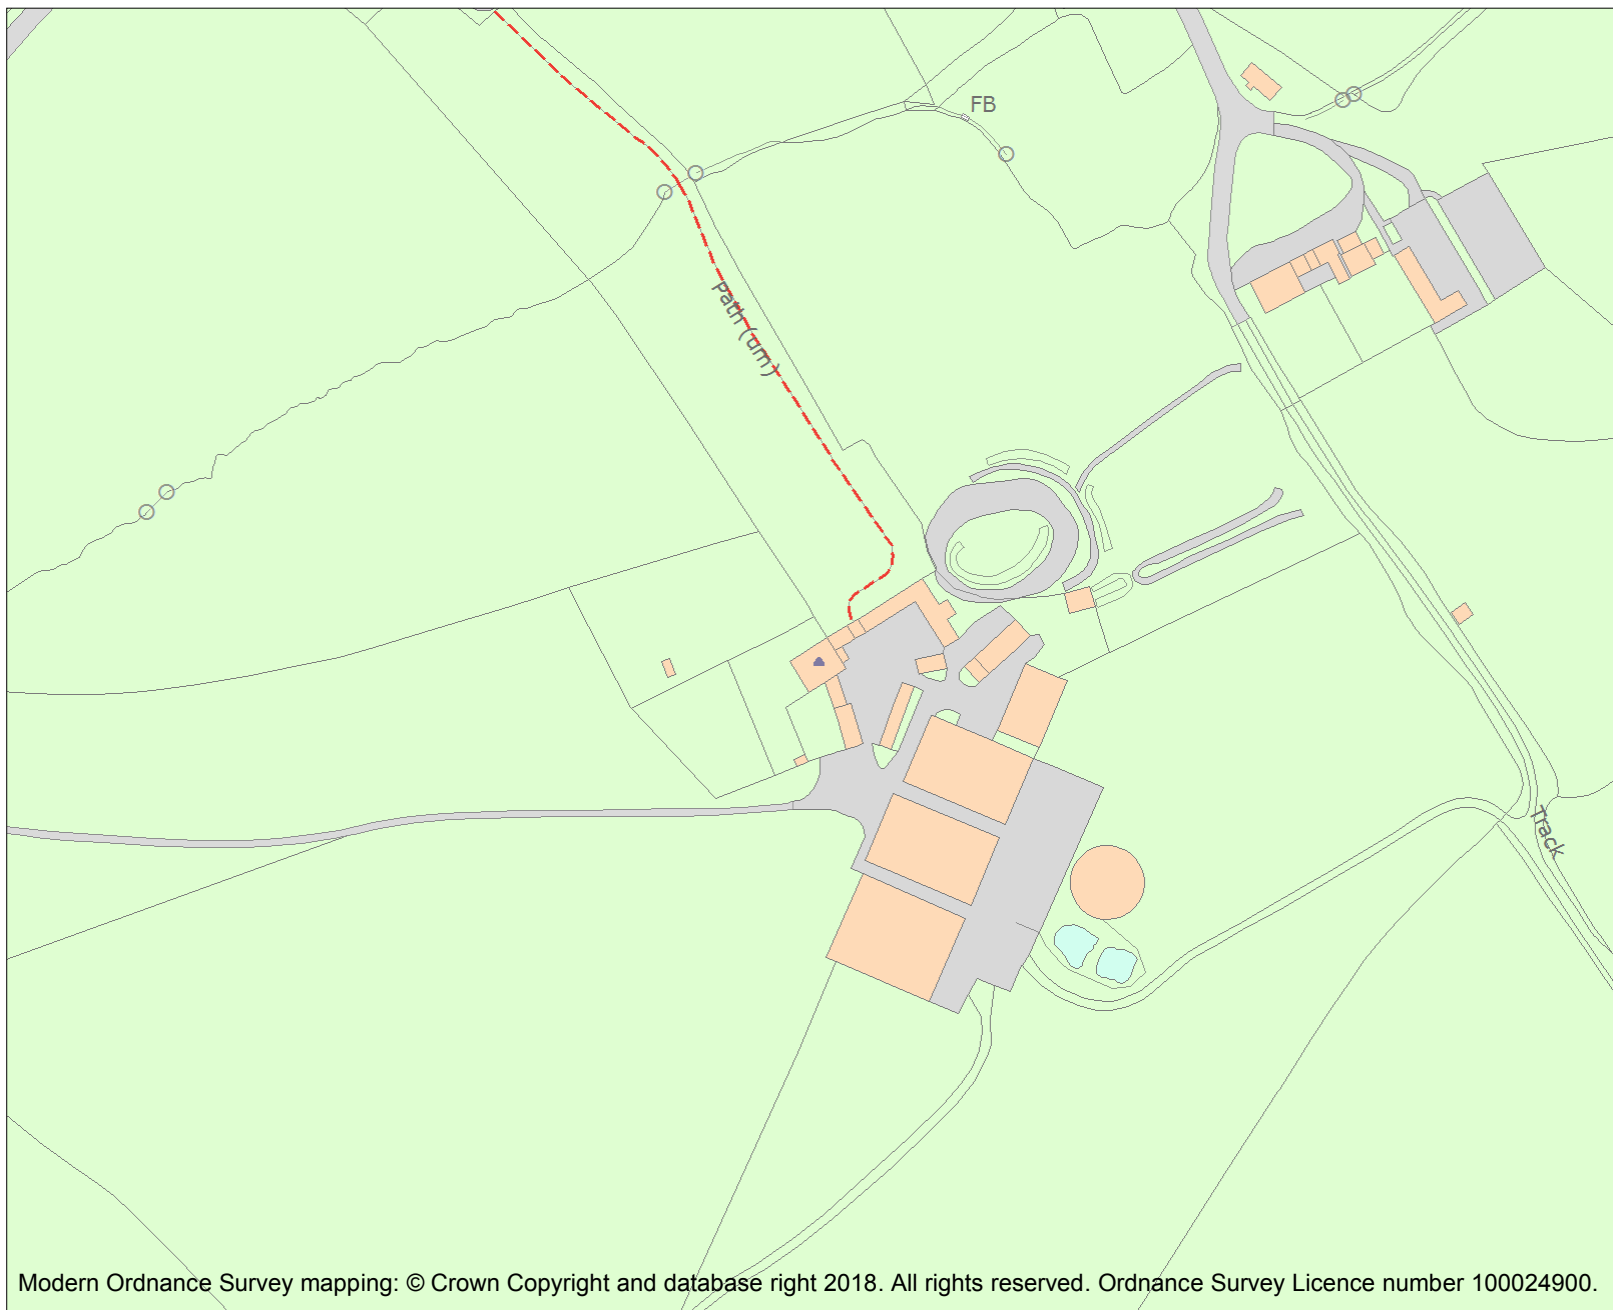 FB
Path (um)
Track
Modern Ordnance Survey mapping: © Crown Copyright and database right 2018. All rights reserved. Ordnance Survey Licence number 100024900.